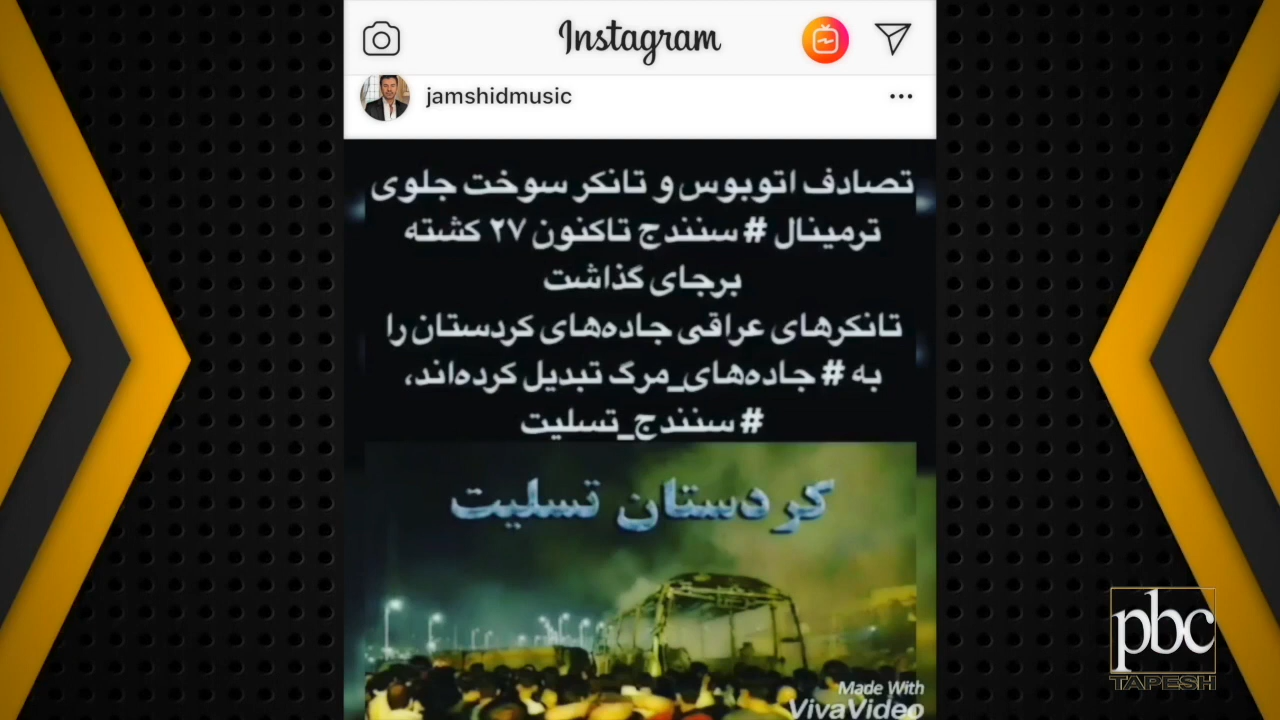 Instagram
jamshidmusic
تصادف اتوبوس و تانکر سوخت جلوی
ترمینال #سنندج تاکنون ۲۷ کشته
برجای گذاشت
تانکرهای عراقی جاده‌های کردستان را
به #جاده‌های_مرگ تبدیل کرده‌اند،
#سنندج_تسلیت
کردستان تسلیت
Made With
VivaVideo
pbc
TAPESH